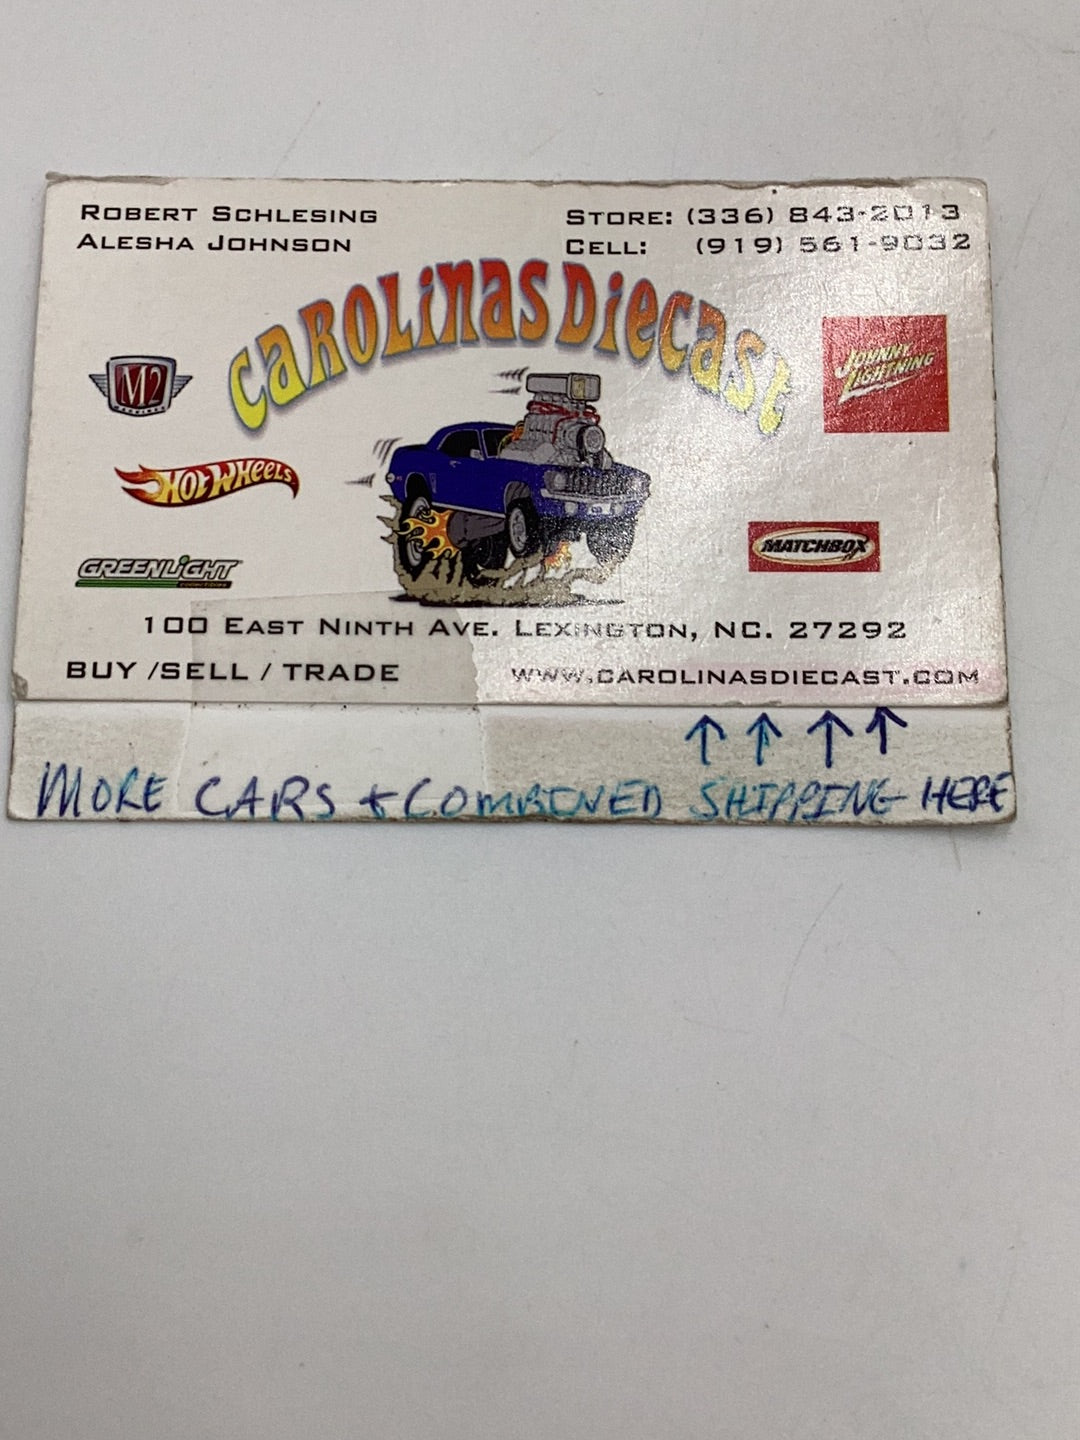 ROBERT SCHLESING
ALESHA JOHNSON
STORE: (336) 843-2013
CELL: (919) 561-9032
CAROLINAS DIECAST
M2
MACHINES
JOHNNY
LIGHTNING
HOT WHEELS
MATCHBOX
GREENLIGHT
100 EAST NINTH AVE. LEXINGTON, NC. 27292
BUY /SELL / TRADE
WWW.CAROLINASDIECAST.COM
MORE CARS + COMBINED SHIPPING HERE